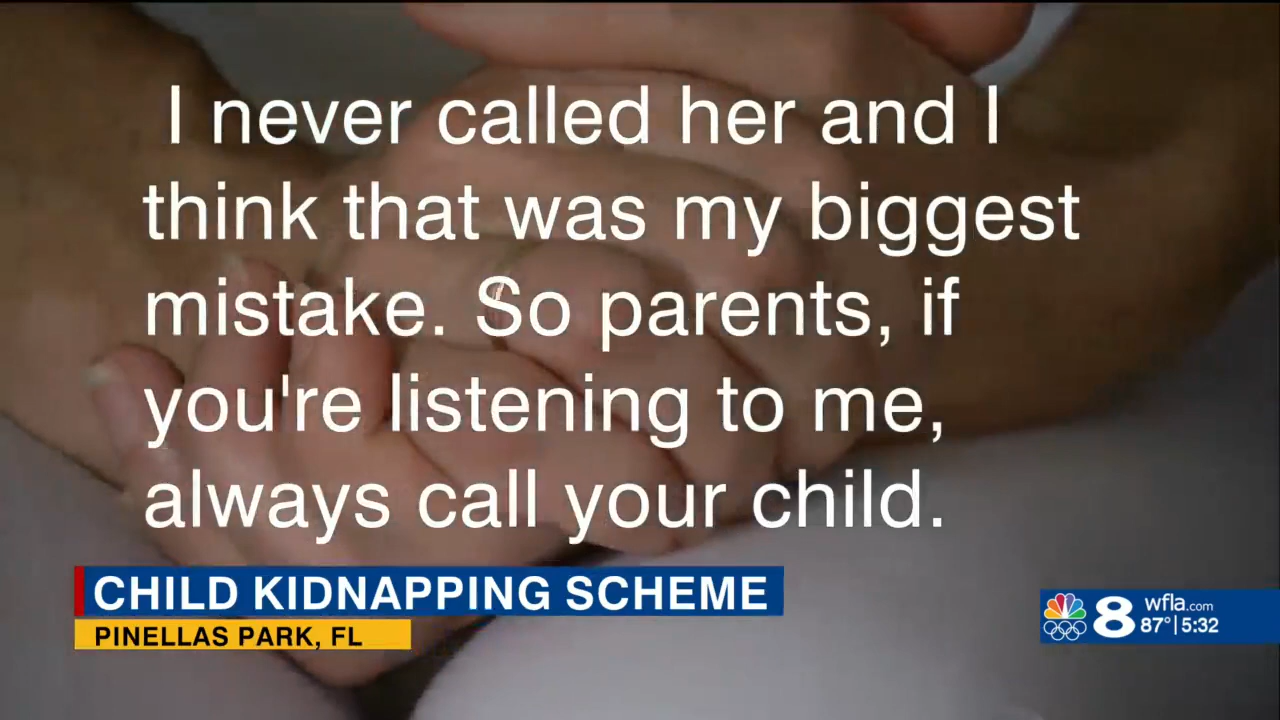 I never called her and I
think that was my biggest
mistake. So parents, if
you're listening to me,
always call your child.
CHILD KIDNAPPING SCHEME
PINELLAS PARK, FL
8 wfla.com
87° | 5:32